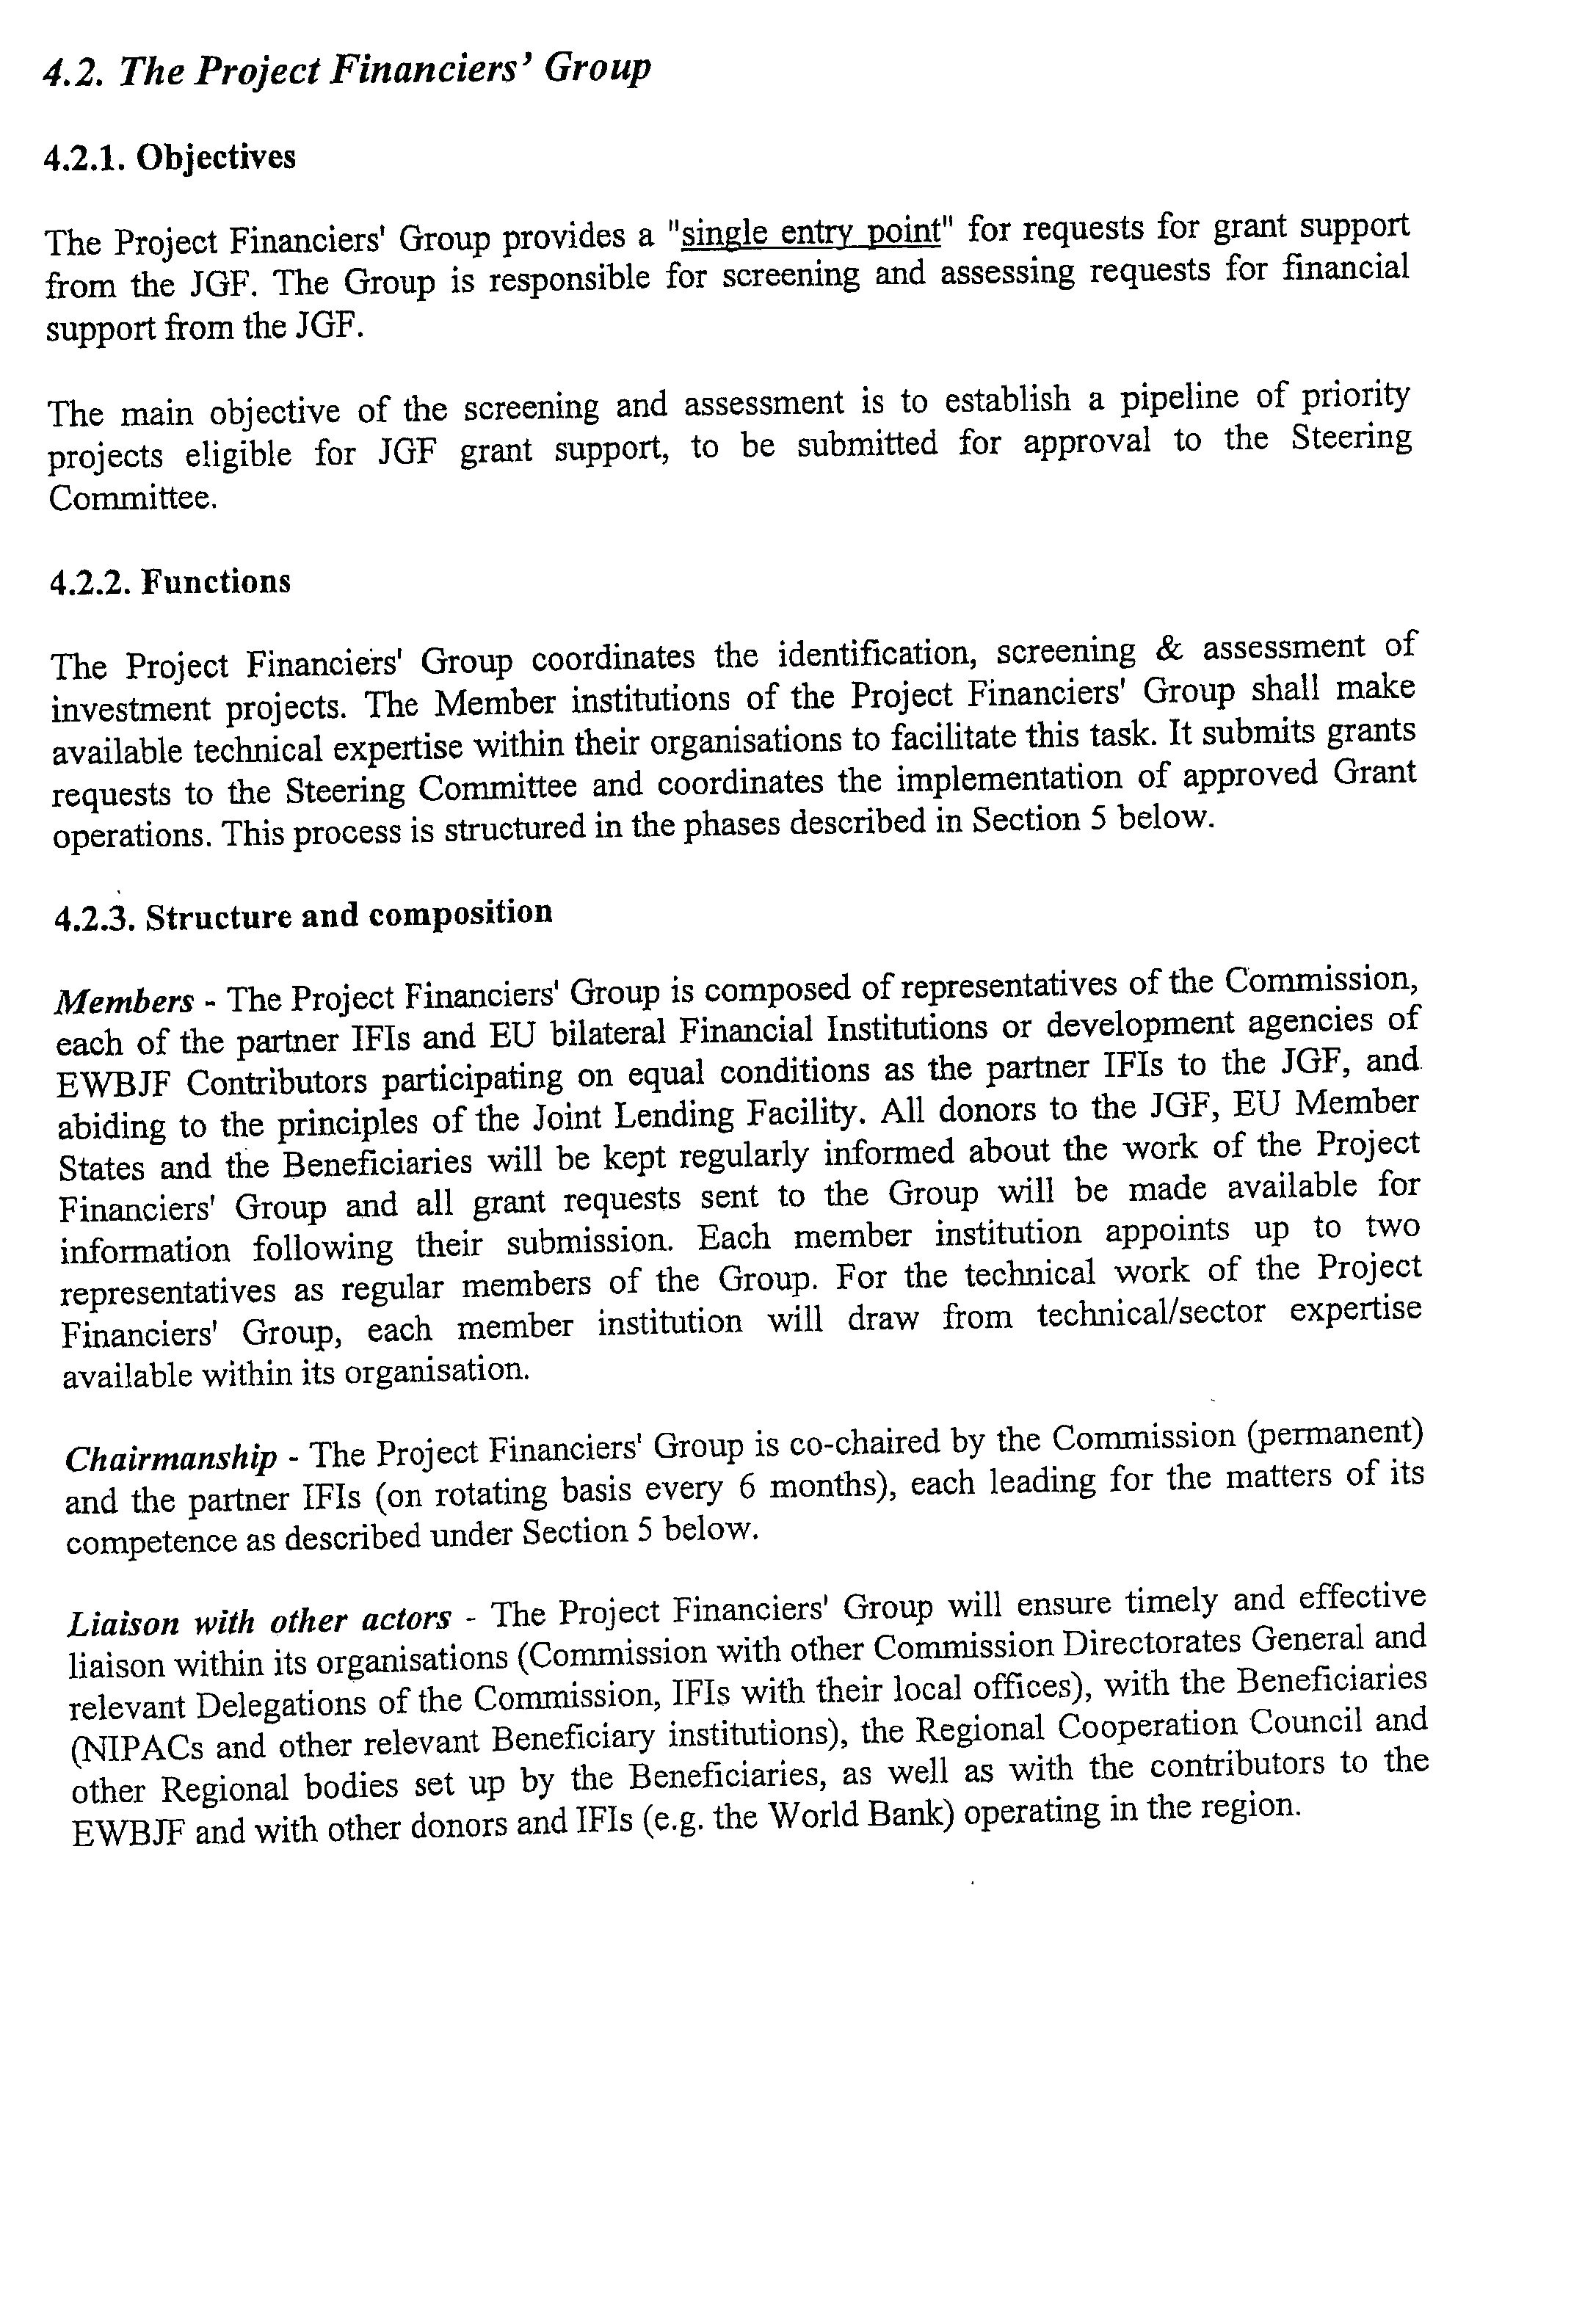 4.2. The Project Financiers' Group
4.2.1. Objectives
The Project Financiers' Group provides a "single entry point" for requests for grant support
from the JGF. The Group is responsible for screening and assessing requests for financial
support from the JGF.
The main objective of the screening and assessment is to establish a pipeline of priority
projects eligible for JGF grant support, to be submitted for approval to the Steering
Committee.
4.2.2. Functions
The Project Financiers' Group coordinates the identification, screening & assessment of
investment projects. The Member institutions of the Project Financiers' Group shall make
available technical expertise within their organisations to facilitate this task. It submits grants
requests to the Steering Committee and coordinates the implementation of approved Grant
operations. This process is structured in the phases described in Section 5 below.
4.2.3. Structure and composition
Members - The Project Financiers' Group is composed of representatives of the Commission,
each of the partner IFIs and EU bilateral Financial Institutions or development agencies of
EWBJF Contributors participating on equal conditions as the partner IFIs to the JGF, and
abiding to the principles of the Joint Lending Facility. All donors to the JGF, EU Member
States and the Beneficiaries will be kept regularly informed about the work of the Project
Financiers' Group and all grant requests sent to the Group will be made available for
information following their submission. Each member institution appoints up to two
representatives as regular members of the Group. For the technical work of the Project
Financiers' Group, each member institution will draw from technical/sector expertise
available within its organisation.
Chairmanship - The Project Financiers' Group is co-chaired by the Commission (permanent)
and the partner IFIs (on rotating basis every 6 months), each leading for the matters of its
competence as described under Section 5 below.
Liaison with other actors - The Project Financiers' Group will ensure timely and effective
liaison within its organisations (Commission with other Commission Directorates General and
relevant Delegations of the Commission, IFIs with their local offices), with the Beneficiaries
(NIPACs and other relevant Beneficiary institutions), the Regional Cooperation Council and
other Regional bodies set up by the Beneficiaries, as well as with the contributors to the
EWBJF and with other donors and IFIs (e.g. the World Bank) operating in the region.